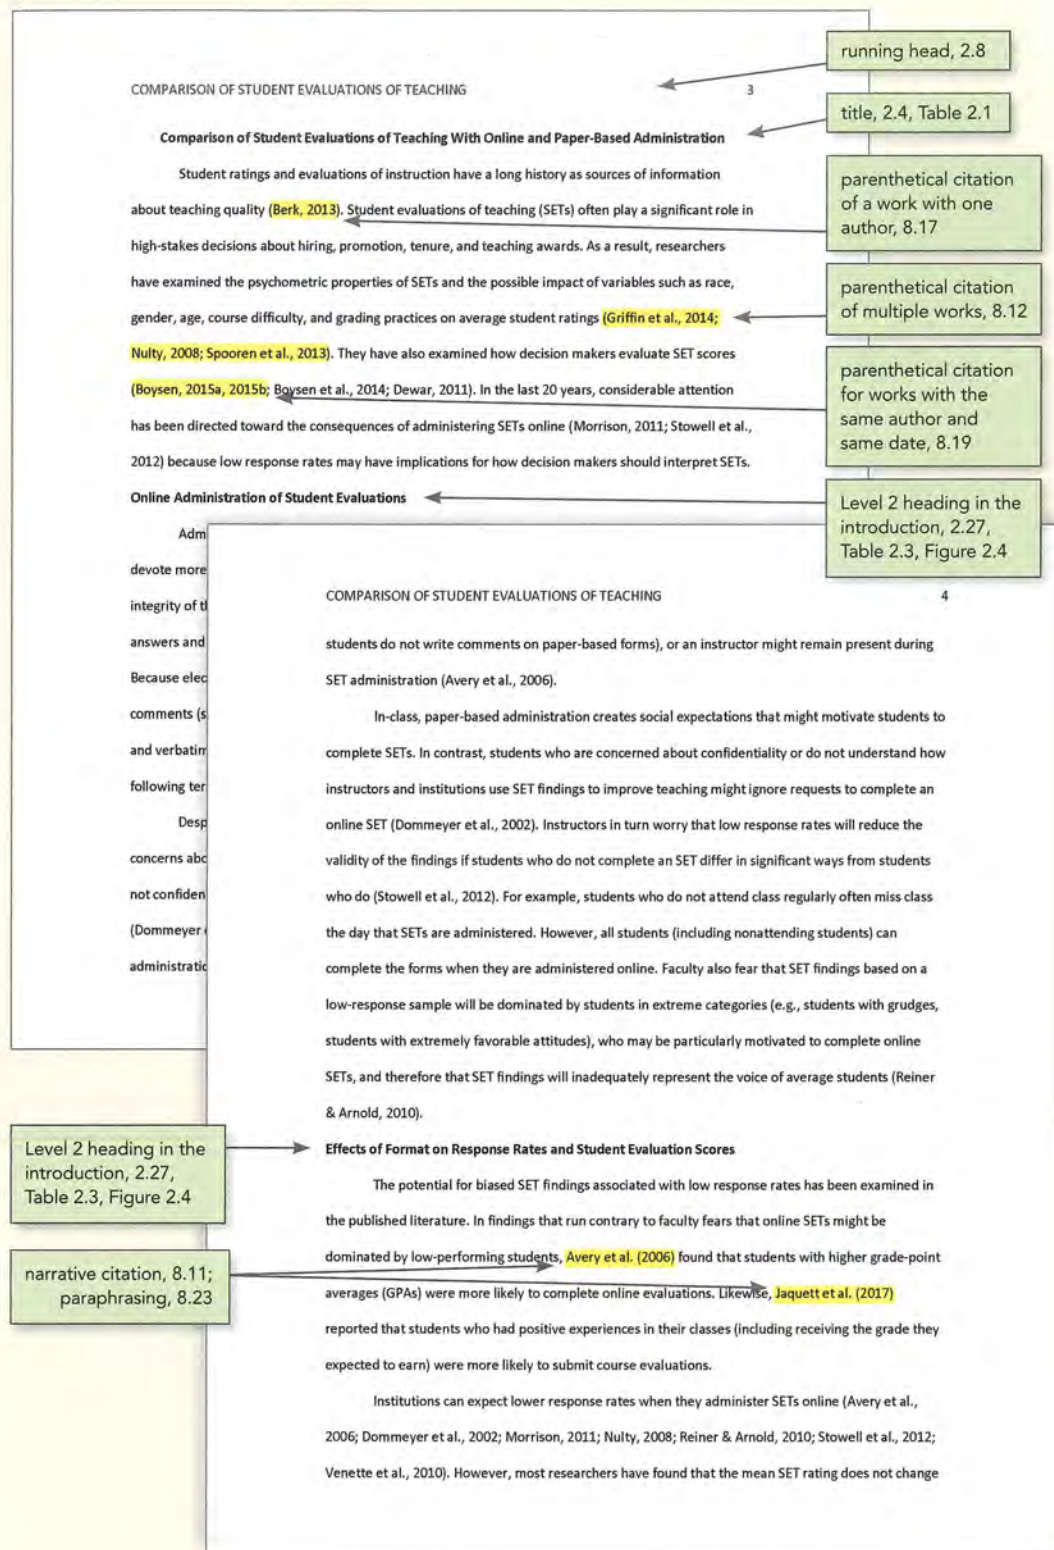 running head, 2.8
COMPARISON OF STUDENT EVALUATIONS OF TEACHING 3
title, 2.4, Table 2.1
Comparison of Student Evaluations of Teaching With Online and Paper-Based Administration
Student ratings and evaluations of instruction have a long history as sources of information
about teaching quality (Berk, 2013). Student evaluations of teaching (SETs) often play a significant role in
high-stakes decisions about hiring, promotion, tenure, and teaching awards. As a result, researchers
have examined the psychometric properties of SETs and the possible impact of variables such as race,
gender, age, course difficulty, and grading practices on average student ratings (Griffin et al., 2014;
Nulty, 2008; Spooren et al., 2013). They have also examined how decision makers evaluate SET scores
(Boysen, 2015a, 2015b; Boysen et al., 2014; Dewar, 2011). In the last 20 years, considerable attention
has been directed toward the consequences of administering SETs online (Morrison, 2011; Stowell et al.,
2012) because low response rates may have implications for how decision makers should interpret SETs.
Online Administration of Student Evaluations
parenthetical citation
of a work with one
author, 8.17
parenthetical citation
of multiple works, 8.12
parenthetical citation
for works with the
same author and
same date, 8.19
Level 2 heading in the
introduction, 2.27,
Table 2.3, Figure 2.4
Adm
devote more
integrity of t
answers and
Because elec
comments (s
and verbatim
following ter
Desp
concerns abo
not confiden
(Dommeyer
administratio
COMPARISON OF STUDENT EVALUATIONS OF TEACHING 4
students do not write comments on paper-based forms), or an instructor might remain present during
SET administration (Avery et al., 2006).
In-class, paper-based administration creates social expectations that might motivate students to
complete SETs. In contrast, students who are concerned about confidentiality or do not understand how
instructors and institutions use SET findings to improve teaching might ignore requests to complete an
online SET (Dommeyer et al., 2002). Instructors in turn worry that low response rates will reduce the
validity of the findings if students who do not complete an SET differ in significant ways from students
who do (Stowell et al., 2012). For example, students who do not attend class regularly often miss class
the day that SETs are administered. However, all students (including nonattending students) can
complete the forms when they are administered online. Faculty also fear that SET findings based on a
low-response sample will be dominated by students in extreme categories (e.g., students with grudges,
students with extremely favorable attitudes), who may be particularly motivated to complete online
SETs, and therefore that SET findings will inadequately represent the voice of average students (Reiner
& Arnold, 2010).
Level 2 heading in the
introduction, 2.27,
Table 2.3, Figure 2.4
Effects of Format on Response Rates and Student Evaluation Scores
The potential for biased SET findings associated with low response rates has been examined in
the published literature. In findings that run contrary to faculty fears that online SETs might be
dominated by low-performing students, Avery et al. (2006) found that students with higher grade-point
averages (GPAs) were more likely to complete online evaluations. Likewise, Jaquett et al. (2017)
reported that students who had positive experiences in their classes (including receiving the grade they
expected to earn) were more likely to submit course evaluations.
narrative citation, 8.11;
paraphrasing, 8.23
Institutions can expect lower response rates when they administer SETs online (Avery et al.,
2006; Dommeyer et al., 2002; Morrison, 2011; Nulty, 2008; Reiner & Arnold, 2010; Stowell et al., 2012;
Venette et al., 2010). However, most researchers have found that the mean SET rating does not change